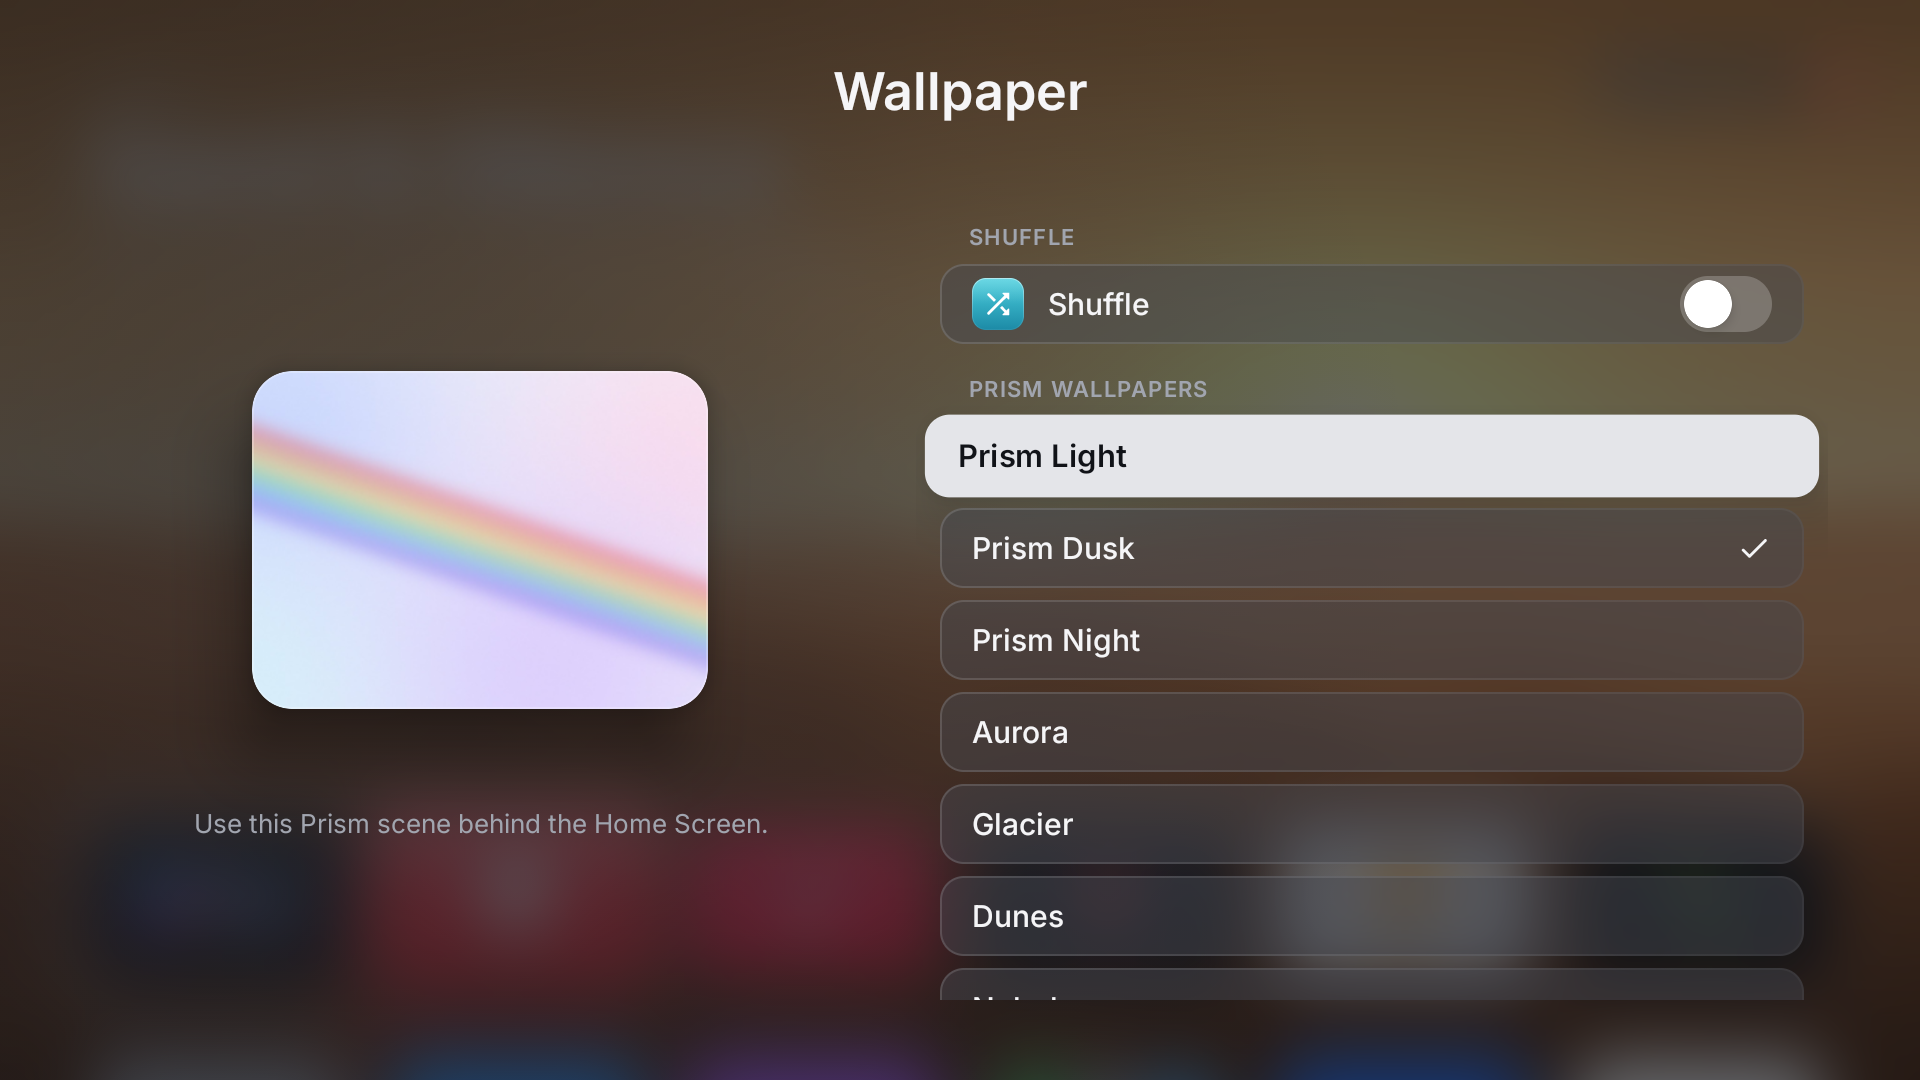 Wallpaper
SHUFFLE
Shuffle
PRISM WALLPAPERS
Prism Light
Prism Dusk
Prism Night
Aurora
Glacier
Dunes
Use this Prism scene behind the Home Screen.